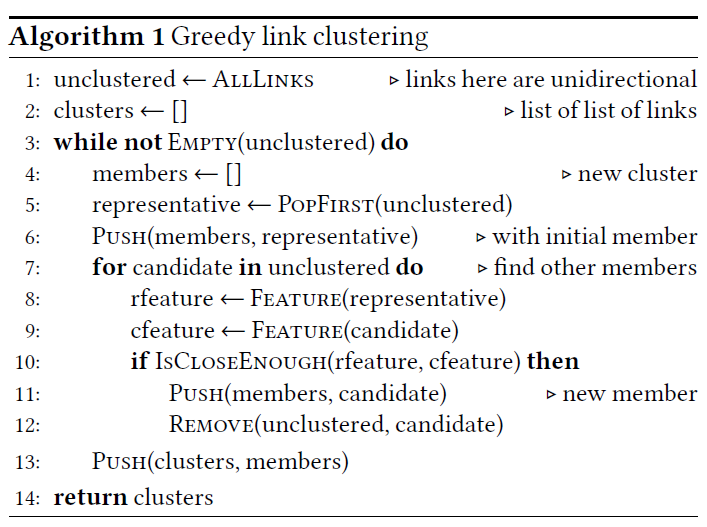 Algorithm 1 Greedy link clustering
1: unclustered ← ALLLINKS ▹ links here are unidirectional
2: clusters ← [] ▹ list of list of links
3: while not EMPTY(unclustered) do
4: members ← [] ▹ new cluster
5: representative ← POPFIRST(unclustered)
6: PUSH(members, representative) ▹ with initial member
7: for candidate in unclustered do ▹ find other members
8: rfeature ← FEATURE(representative)
9: cfeature ← FEATURE(candidate)
10: if ISCLOSEENOUGH(rfeature, cfeature) then
11: PUSH(members, candidate) ▹ new member
12: REMOVE(unclustered, candidate)
13: PUSH(clusters, members)
14: return clusters